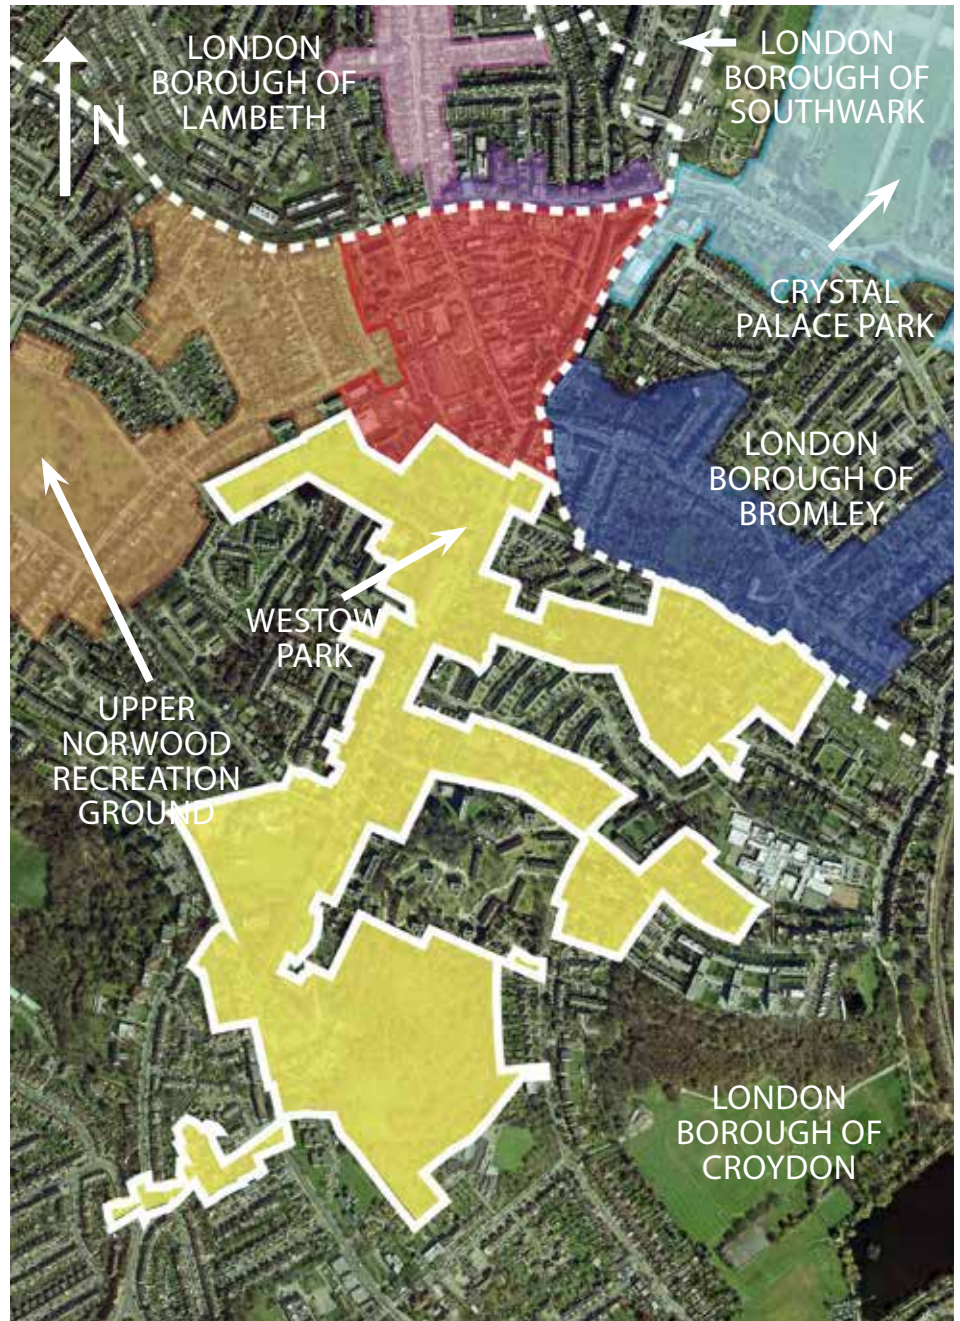 LONDON
BOROUGH OF
LAMBETH
LONDON
BOROUGH OF
SOUTHWARK
N
CRYSTAL
PALACE PARK
LONDON
BOROUGH OF
BROMLEY
WESTOW
PARK
UPPER
NORWOOD
RECREATION
GROUND
LONDON
BOROUGH OF
CROYDON